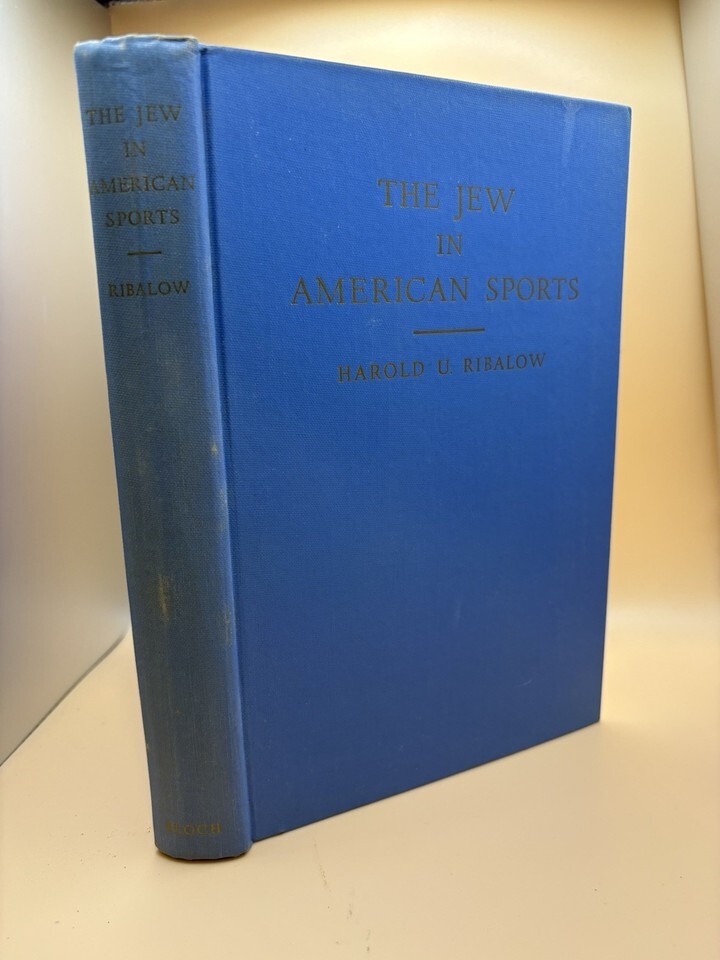 THE JEW
IN
AMERICAN
SPORTS
RIBALOW
BLOCH
THE JEW
IN
AMERICAN SPORTS
HAROLD U. RIBALOW